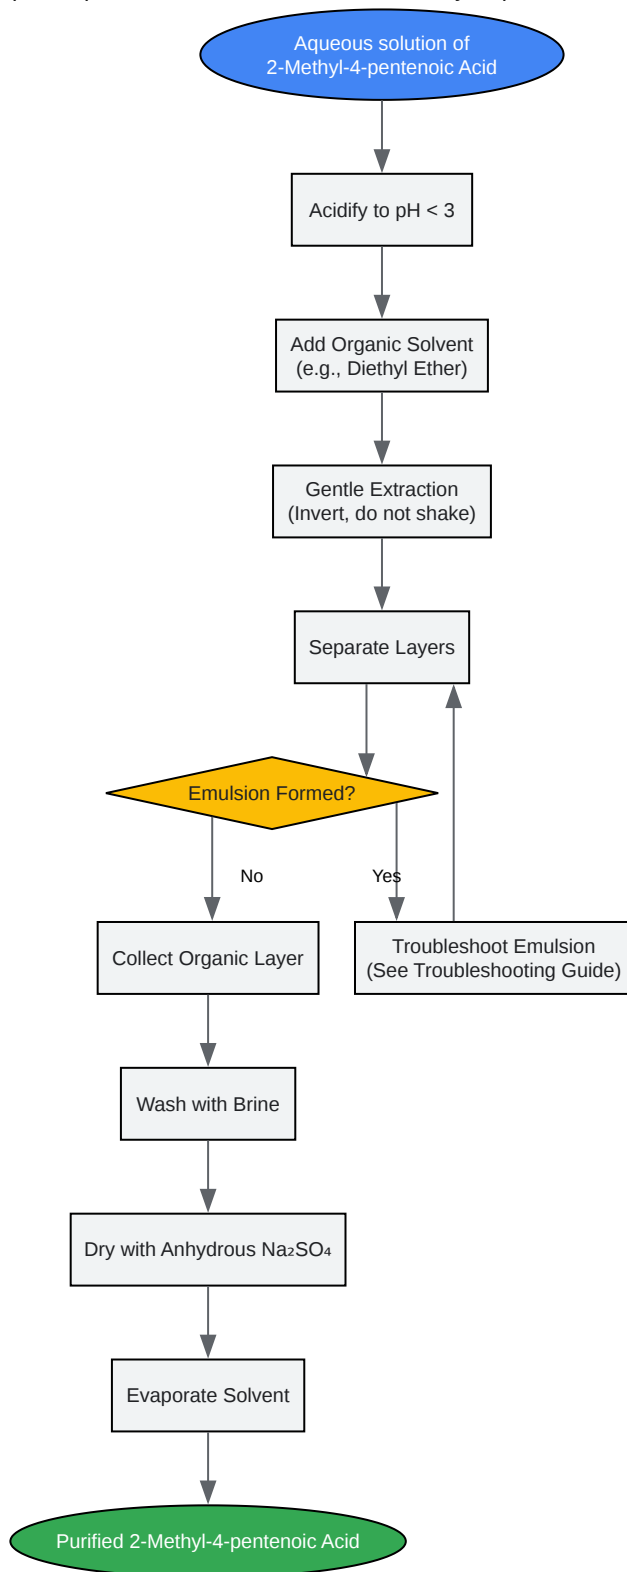 Aqueous solution of
2-Methyl-4-pentenoic Acid
Acidify to pH < 3
Add Organic Solvent
(e.g., Diethyl Ether)
Gentle Extraction
(Invert, do not shake)
Separate Layers
Emulsion Formed?
No
Yes
Collect Organic Layer
Troubleshoot Emulsion
(See Troubleshooting Guide)
Wash with Brine
Dry with Anhydrous Na₂SO₄
Evaporate Solvent
Purified 2-Methyl-4-pentenoic Acid